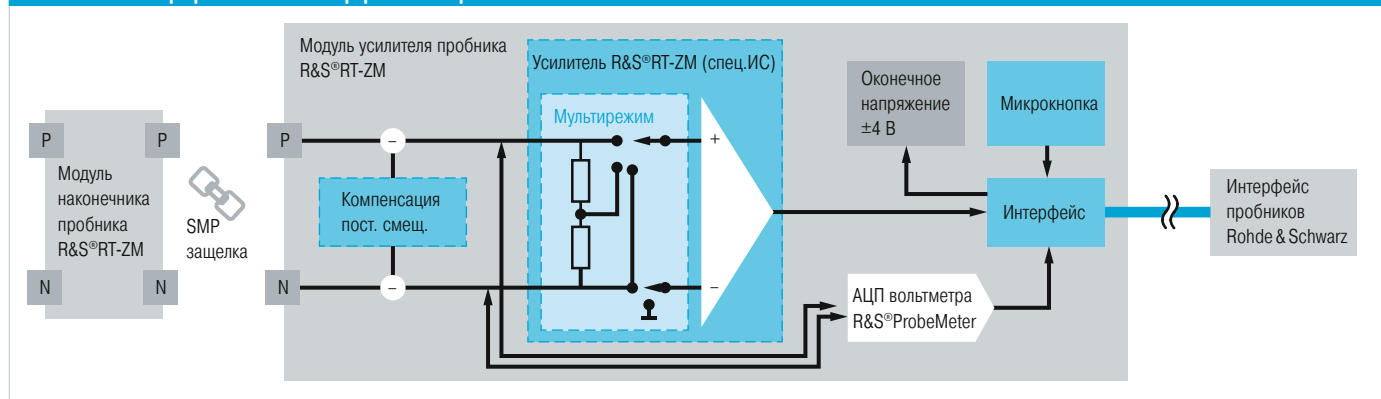 Модуль усилителя пробника
R&S®RT-ZM
Усилитель R&S®RT-ZM (спец.ИС)
Мультирежим
Оконечное
напряжение
±4 В
Микрокнопка
P
P
P
–
+
Модуль
наконечника
пробника
R&S®RT-ZM
SMP
защелка
Компенсация
пост. смещ.
Интерфейс
Интерфейс
пробников
Rohde & Schwarz
N
N
N
–
–
АЦП вольтметра
R&S®ProbeMeter